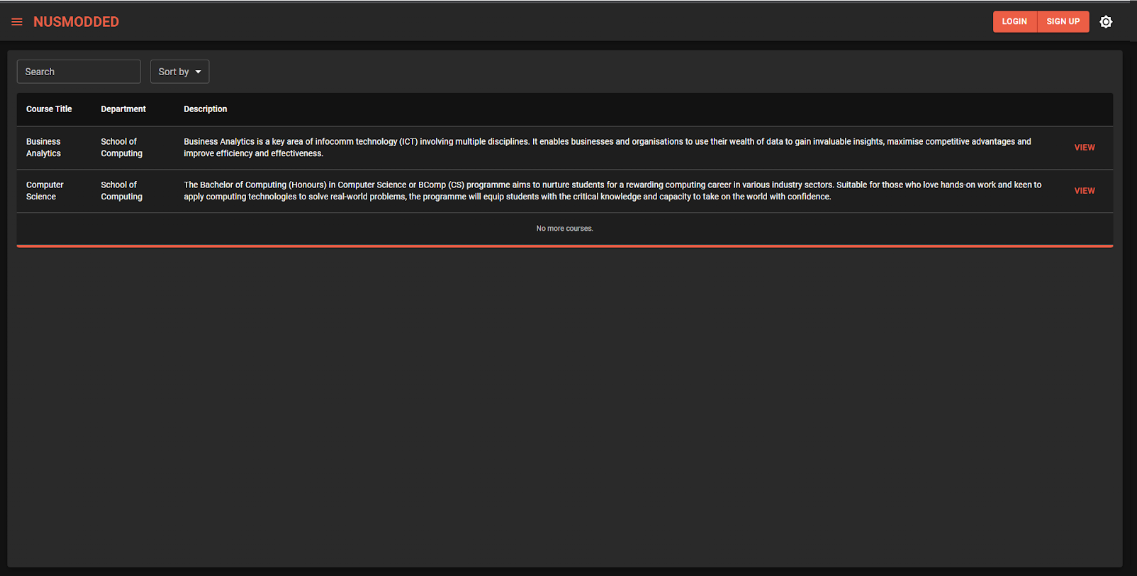 NUSMODDED
LOGIN
SIGN UP
Search
Sort by
Course Title
Department
Description
Business
Analytics
School of
Computing
Business Analytics is a key area of infocomm technology (ICT) involving multiple disciplines. It enables businesses and organisations to use their wealth of data to gain invaluable insights, maximise competitive advantages and
improve efficiency and effectiveness.
VIEW
Computer
Science
School of
Computing
The Bachelor of Computing (Honours) in Computer Science or BComp (CS) programme aims to nurture students for a rewarding computing career in various industry sectors. Suitable for those who love hands-on work and keen to
apply computing technologies to solve real-world problems, the programme will equip students with the critical knowledge and capacity to take on the world with confidence.
VIEW
No more courses.